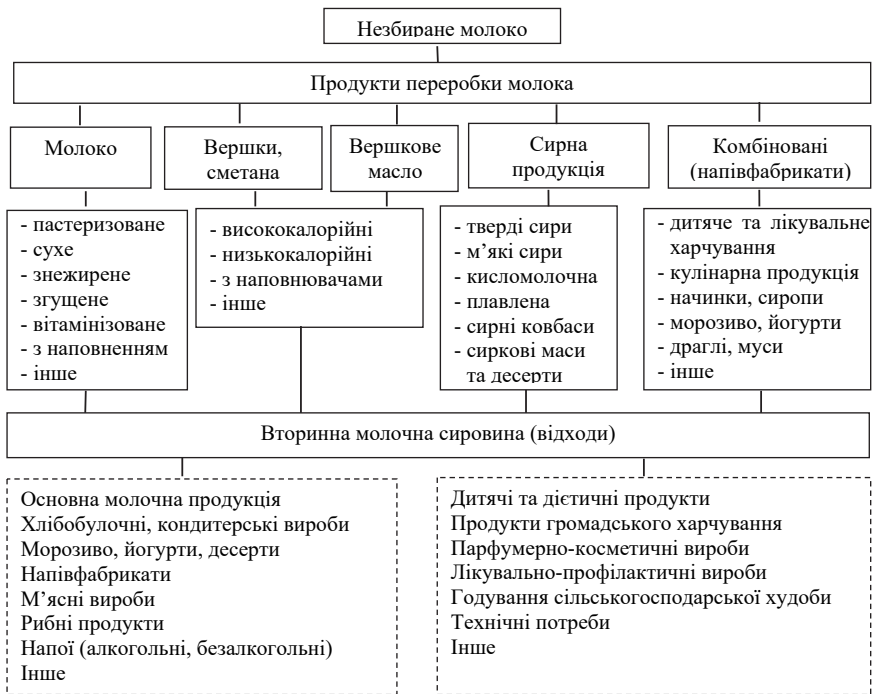 Незбиране молоко
Продукти переробки молока
Молоко
Вершки,
сметана
Вершкове
масло
Сирна
продукція
Комбіновані
(напівфабрикати)
- пастеризоване
- сухе
- знежирене
- згущене
- вітамінізоване
- з наповненням
- інше
- висококалорійні
- низькокалорійні
- з наповнювачами
- інше
- тверді сири
- м’які сири
- кисломолочна
- плавлена
- сирні ковбаси
- сиркові маси
та десерти
- дитяче та лікувальне
харчування
- кулінарна продукція
- начинки, сиропи
- морозиво, йогурти
- драглі, муси
- інше
Вторинна молочна сировина (відходи)
Основна молочна продукція
Хлібобулочні, кондитерські вироби
Морозиво, йогурти, десерти
Напівфабрикати
М’ясні вироби
Рибні продукти
Напої (алкогольні, безалкогольні)
Інше
Дитячі та дієтичні продукти
Продукти громадського харчування
Парфумерно-косметичні вироби
Лікувально-профілактичні вироби
Годування сільськогосподарської худоби
Технічні потреби
Інше